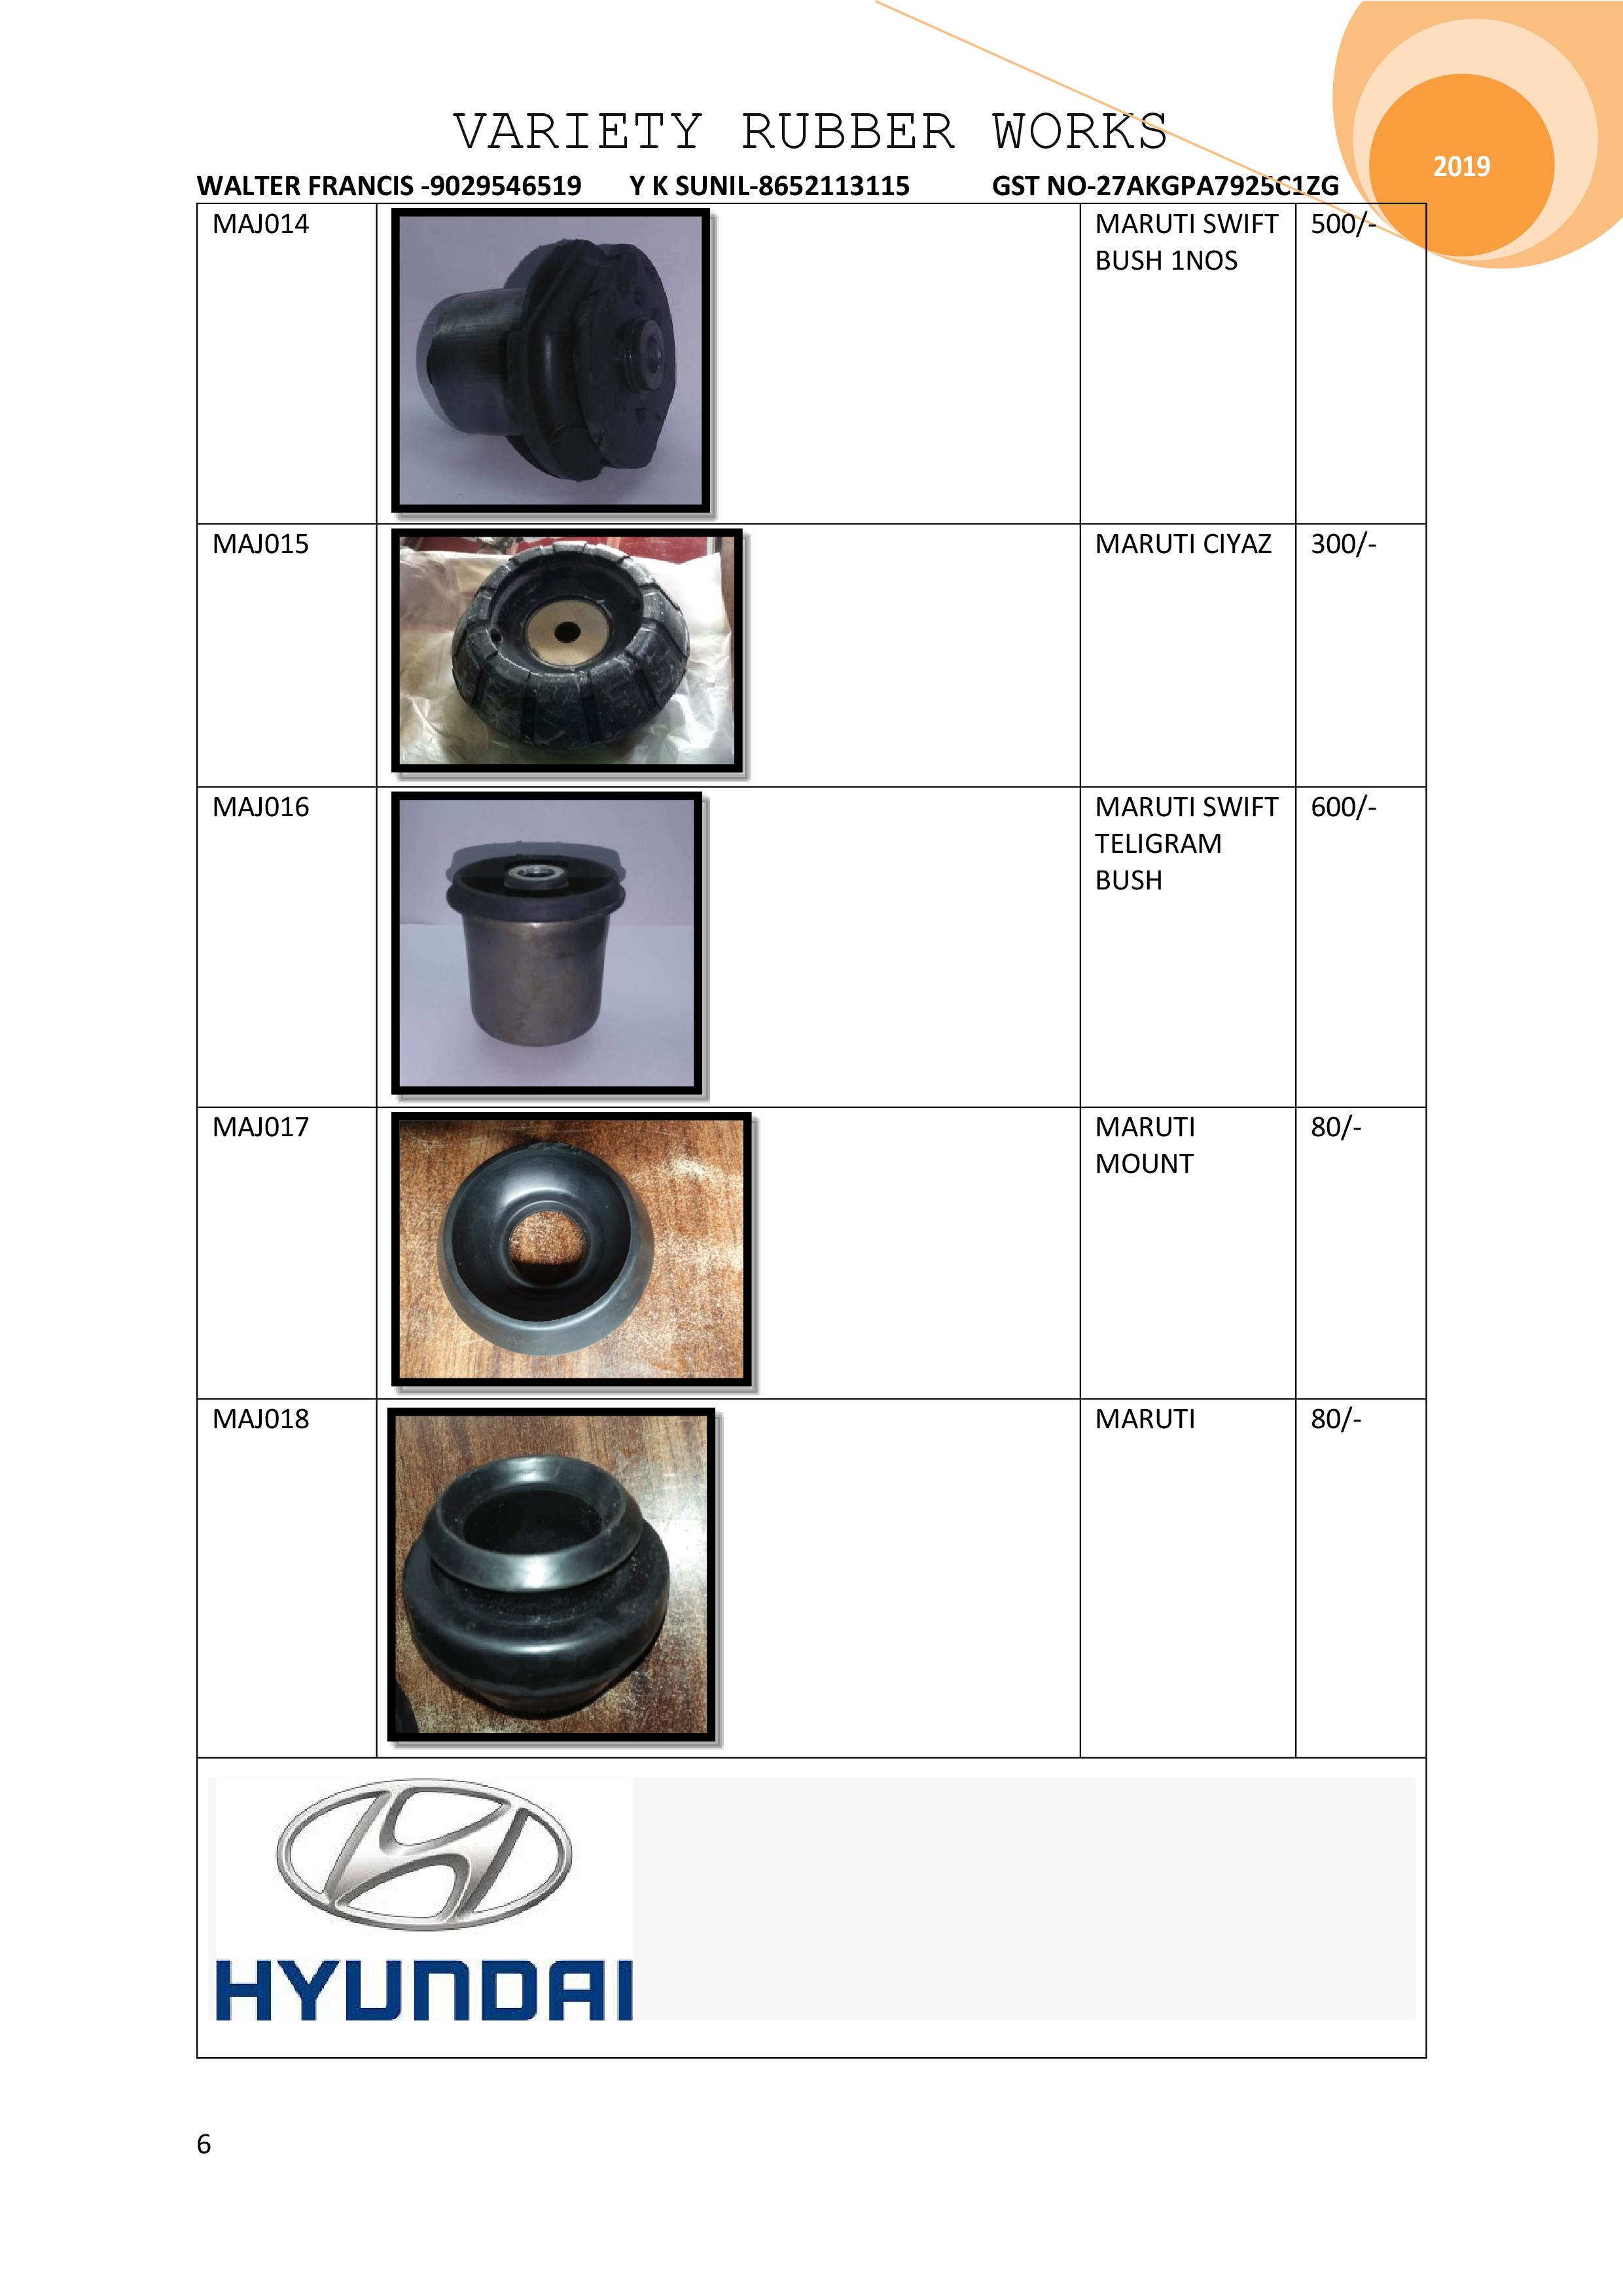 VARIETY RUBBER WORKS
2019
WALTER FRANCIS -9029546519 Y K SUNIL-8652113115 GST NO-27AKGPA7925C1ZG
MAJ014 MARUTI SWIFT 500/-
BUSH 1NOS
MAJ015 MARUTI CIYAZ 300/-
MAJ016 MARUTI SWIFT 600/-
TELIGRAM
BUSH
MAJ017 MARUTI 80/-
MOUNT
MAJ018 MARUTI 80/-
HYUNDAI
6